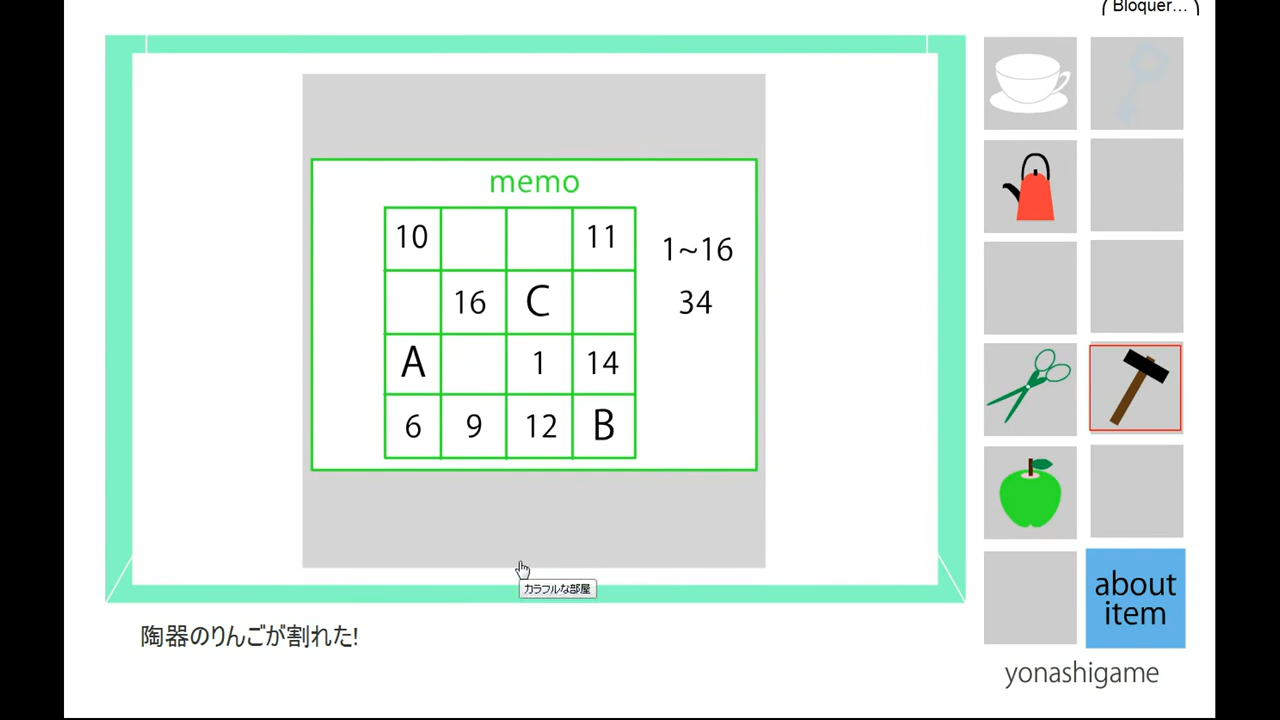 Bloquer...
memo
10 11
16 C
A 1 14
6 9 12 B
1~16
34
カラフルな部屋
陶器のりんごが割れた!
about
item
yonashigame